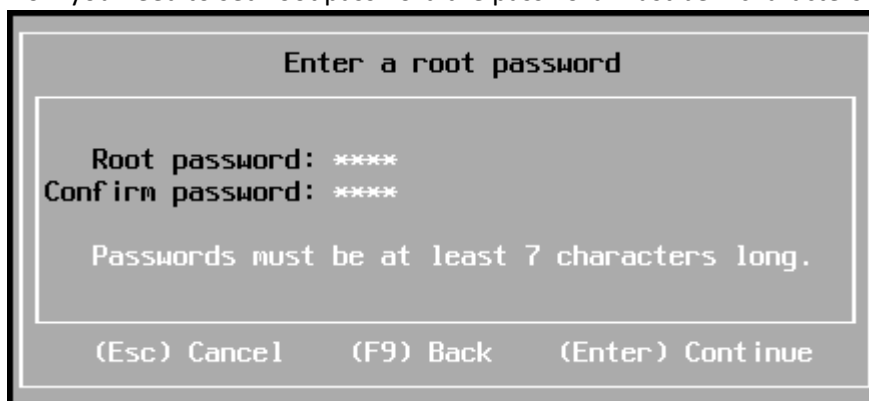 Enter a root password
Root password: ****
Confirm password: ****
Passwords must be at least 7 characters long.
(Esc) Cancel (F9) Back (Enter) Continue